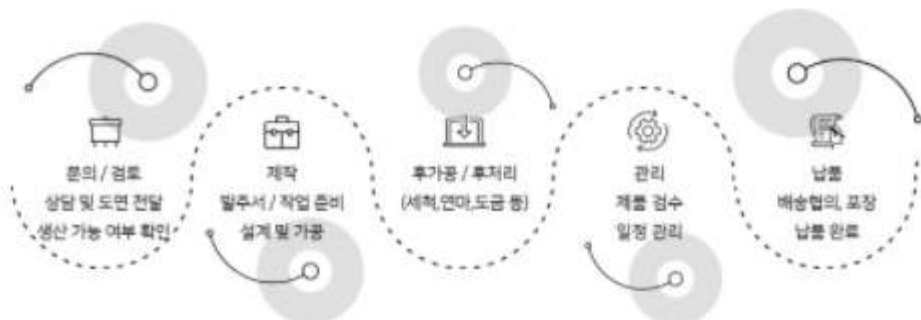 문의 / 검토
상담 및 도면 전달
생산 가능 여부 확인
제작
발주서 / 작업 준비
설계 및 가공
후가공 / 후처리
(세척,연마,도금 등)
관리
제품 검수
일정 관리
납품
배송협의, 포장
납품 완료